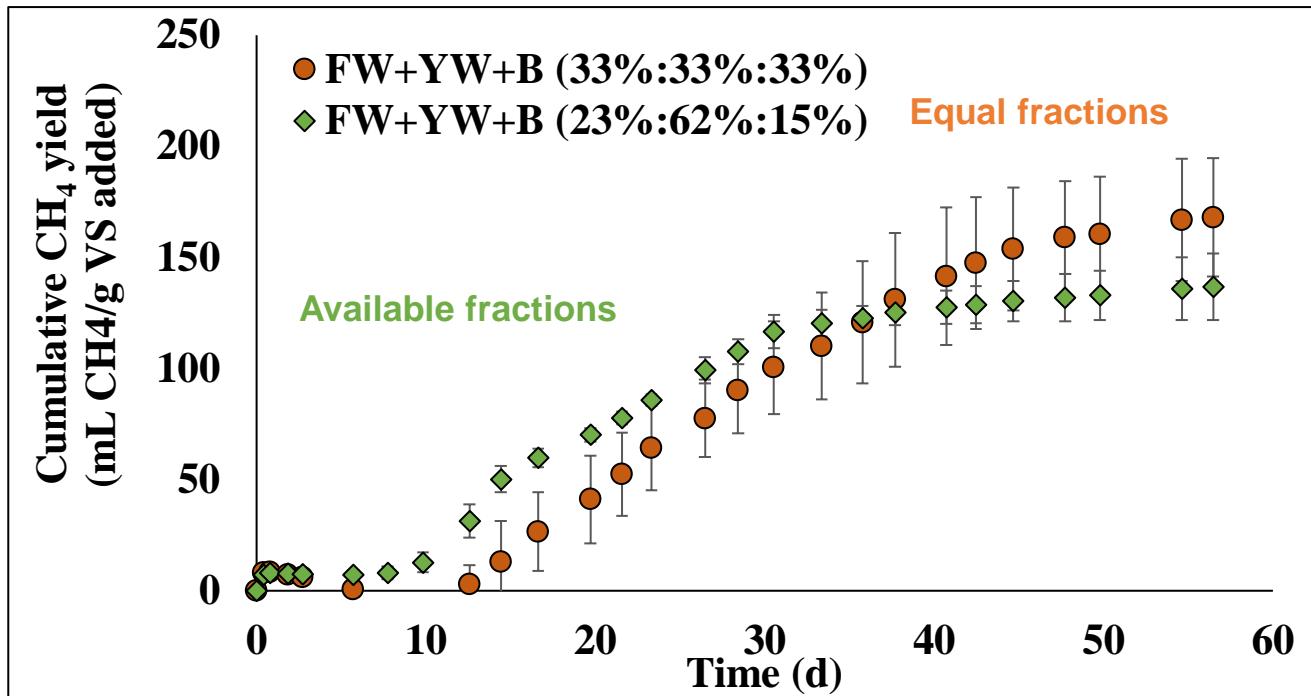 250
200
150
100
50
0
Cumulative CH₄ yield
(mL CH4/g VS added)
FW+YW+B (33%:33%:33%)
FW+YW+B (23%:62%:15%)
Equal fractions
Available fractions
0 10 20 30 40 50 60
Time (d)